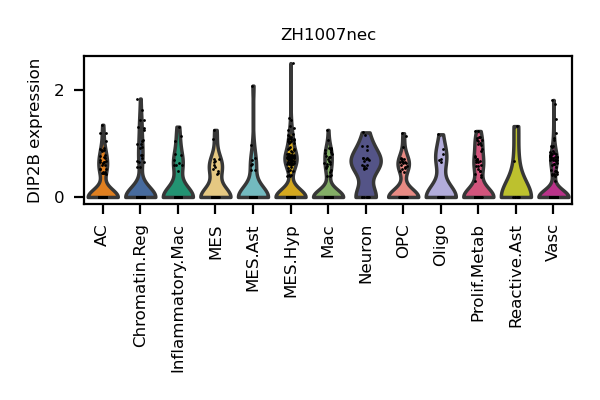 ZH1007nec
DIP2B expression
2
0
AC
Chromatin.Reg
Inflammatory.Mac
MES
MES.Ast
MES.Hyp
Mac
Neuron
OPC
Oligo
Prolif.Metab
Reactive.Ast
Vasc